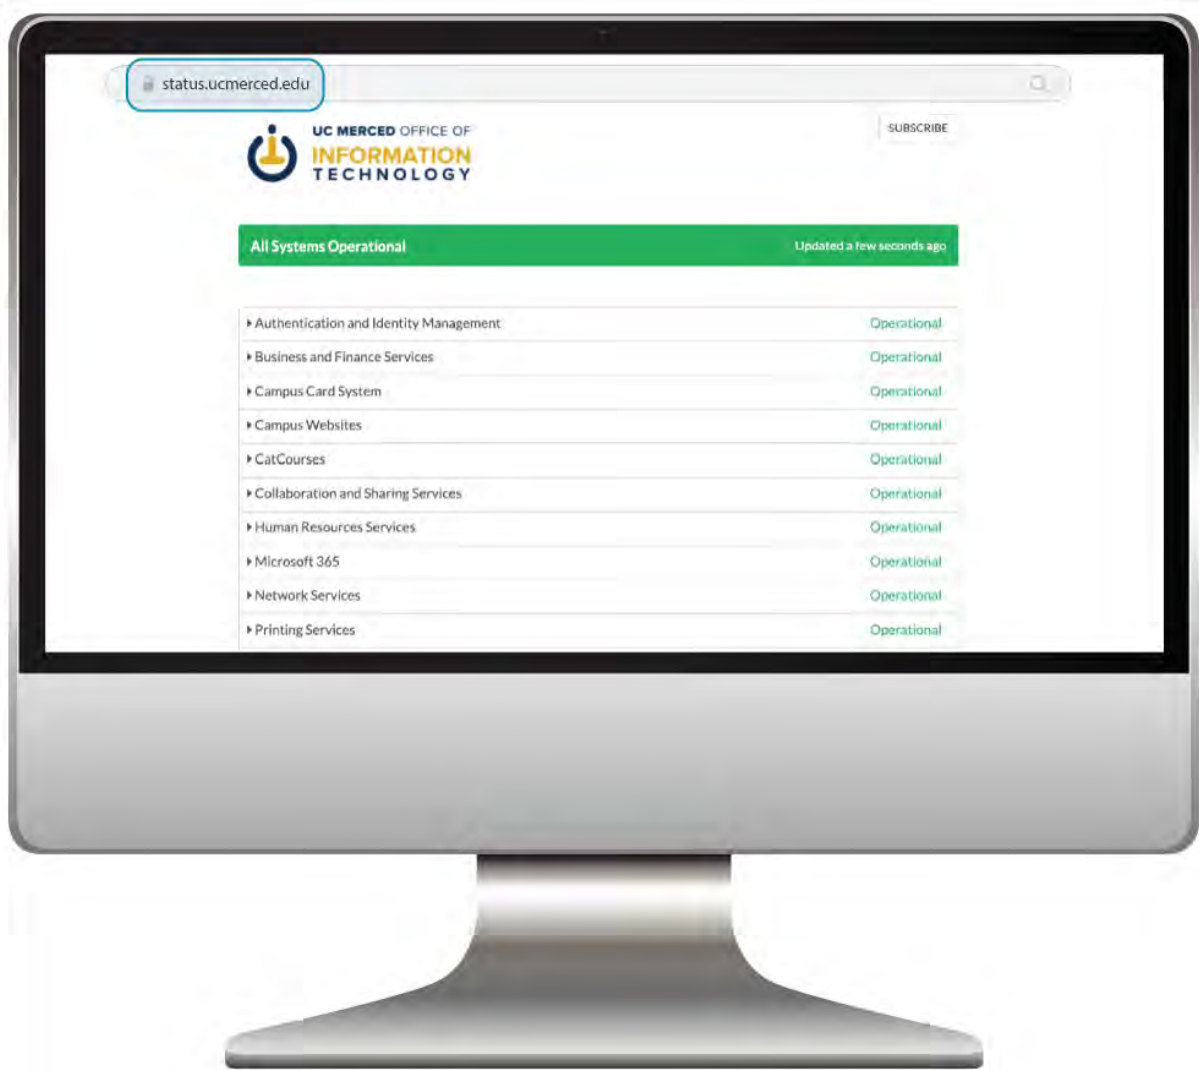 status.ucmerced.edu
UC MERCED OFFICE OF
INFORMATION
TECHNOLOGY
SUBSCRIBE
All Systems Operational Updated a few seconds ago
Authentication and Identity Management Operational
Business and Finance Services Operational
Campus Card System Operational
Campus Websites Operational
CatCourses Operational
Collaboration and Sharing Services Operational
Human Resources Services Operational
Microsoft 365 Operational
Network Services Operational
Printing Services Operational